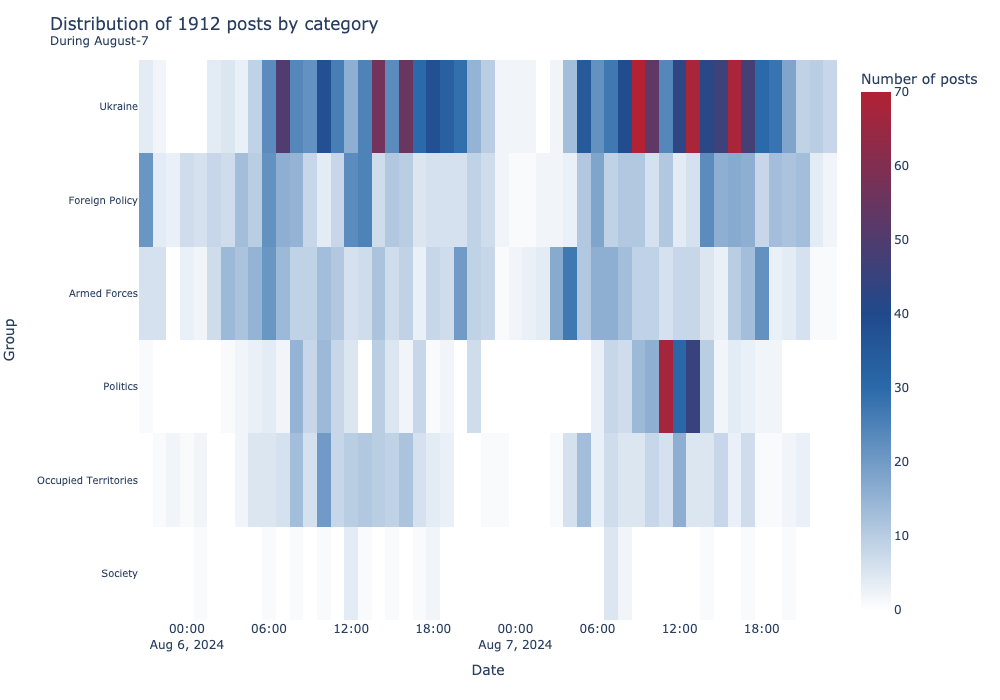 Distribution of 1912 posts by category
During August-7
Number of posts
70
60
50
40
30
20
10
0
Group
Ukraine
Foreign Policy
Armed Forces
Politics
Occupied Territories
Society
00:00 06:00 12:00 18:00 00:00 06:00 12:00 18:00
Aug 6, 2024 Aug 7, 2024
Date